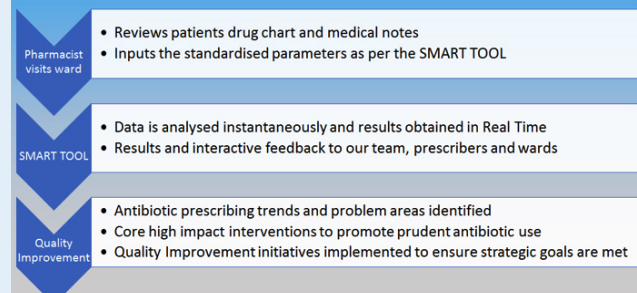 Pharmacist
visits ward
• Reviews patients drug chart and medical notes
• Inputs the standardised parameters as per the SMART TOOL
SMART TOOL
• Data is analysed instantaneously and results obtained in Real Time
• Results and interactive feedback to our team, prescribers and wards
Quality
Improvement
• Antibiotic prescribing trends and problem areas identified
• Core high impact interventions to promote prudent antibiotic use
• Quality Improvement initiatives implemented to ensure strategic goals are met